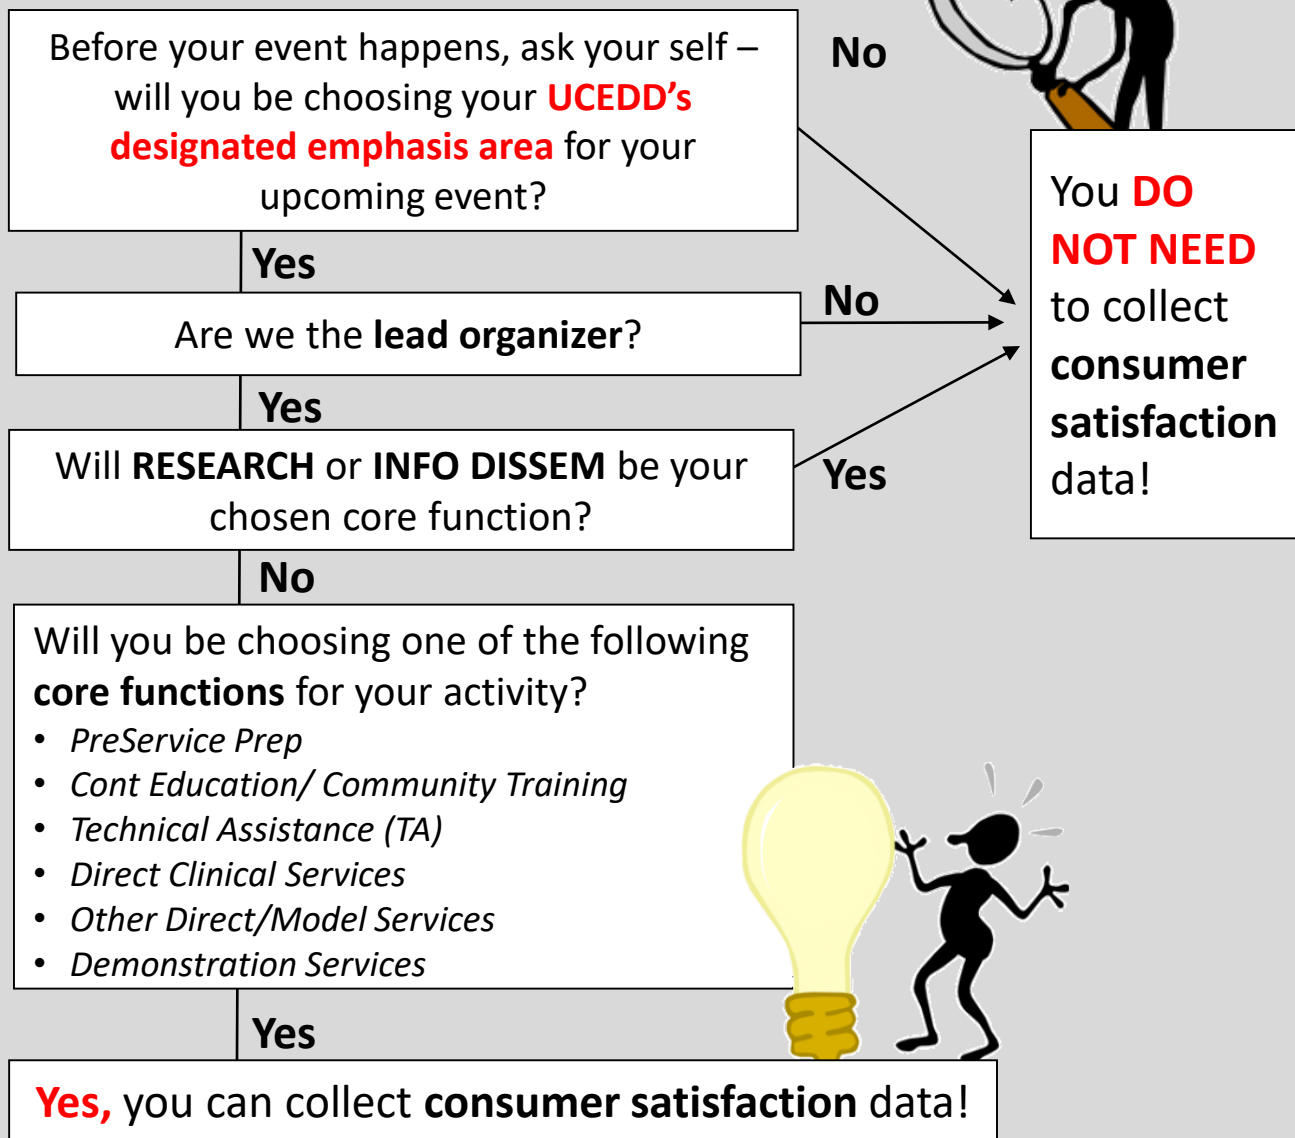 Before your event happens, ask your self –
will you be choosing your UCEDD’s
designated emphasis area for your
upcoming event?
No
Yes
Are we the lead organizer?
No
Yes
Will RESEARCH or INFO DISSEM be your
chosen core function?
Yes
No
You DO
NOT NEED
to collect
consumer
satisfaction
data!
Will you be choosing one of the following
core functions for your activity?
• PreService Prep
• Cont Education/ Community Training
• Technical Assistance (TA)
• Direct Clinical Services
• Other Direct/Model Services
• Demonstration Services
Yes
Yes, you can collect consumer satisfaction data!